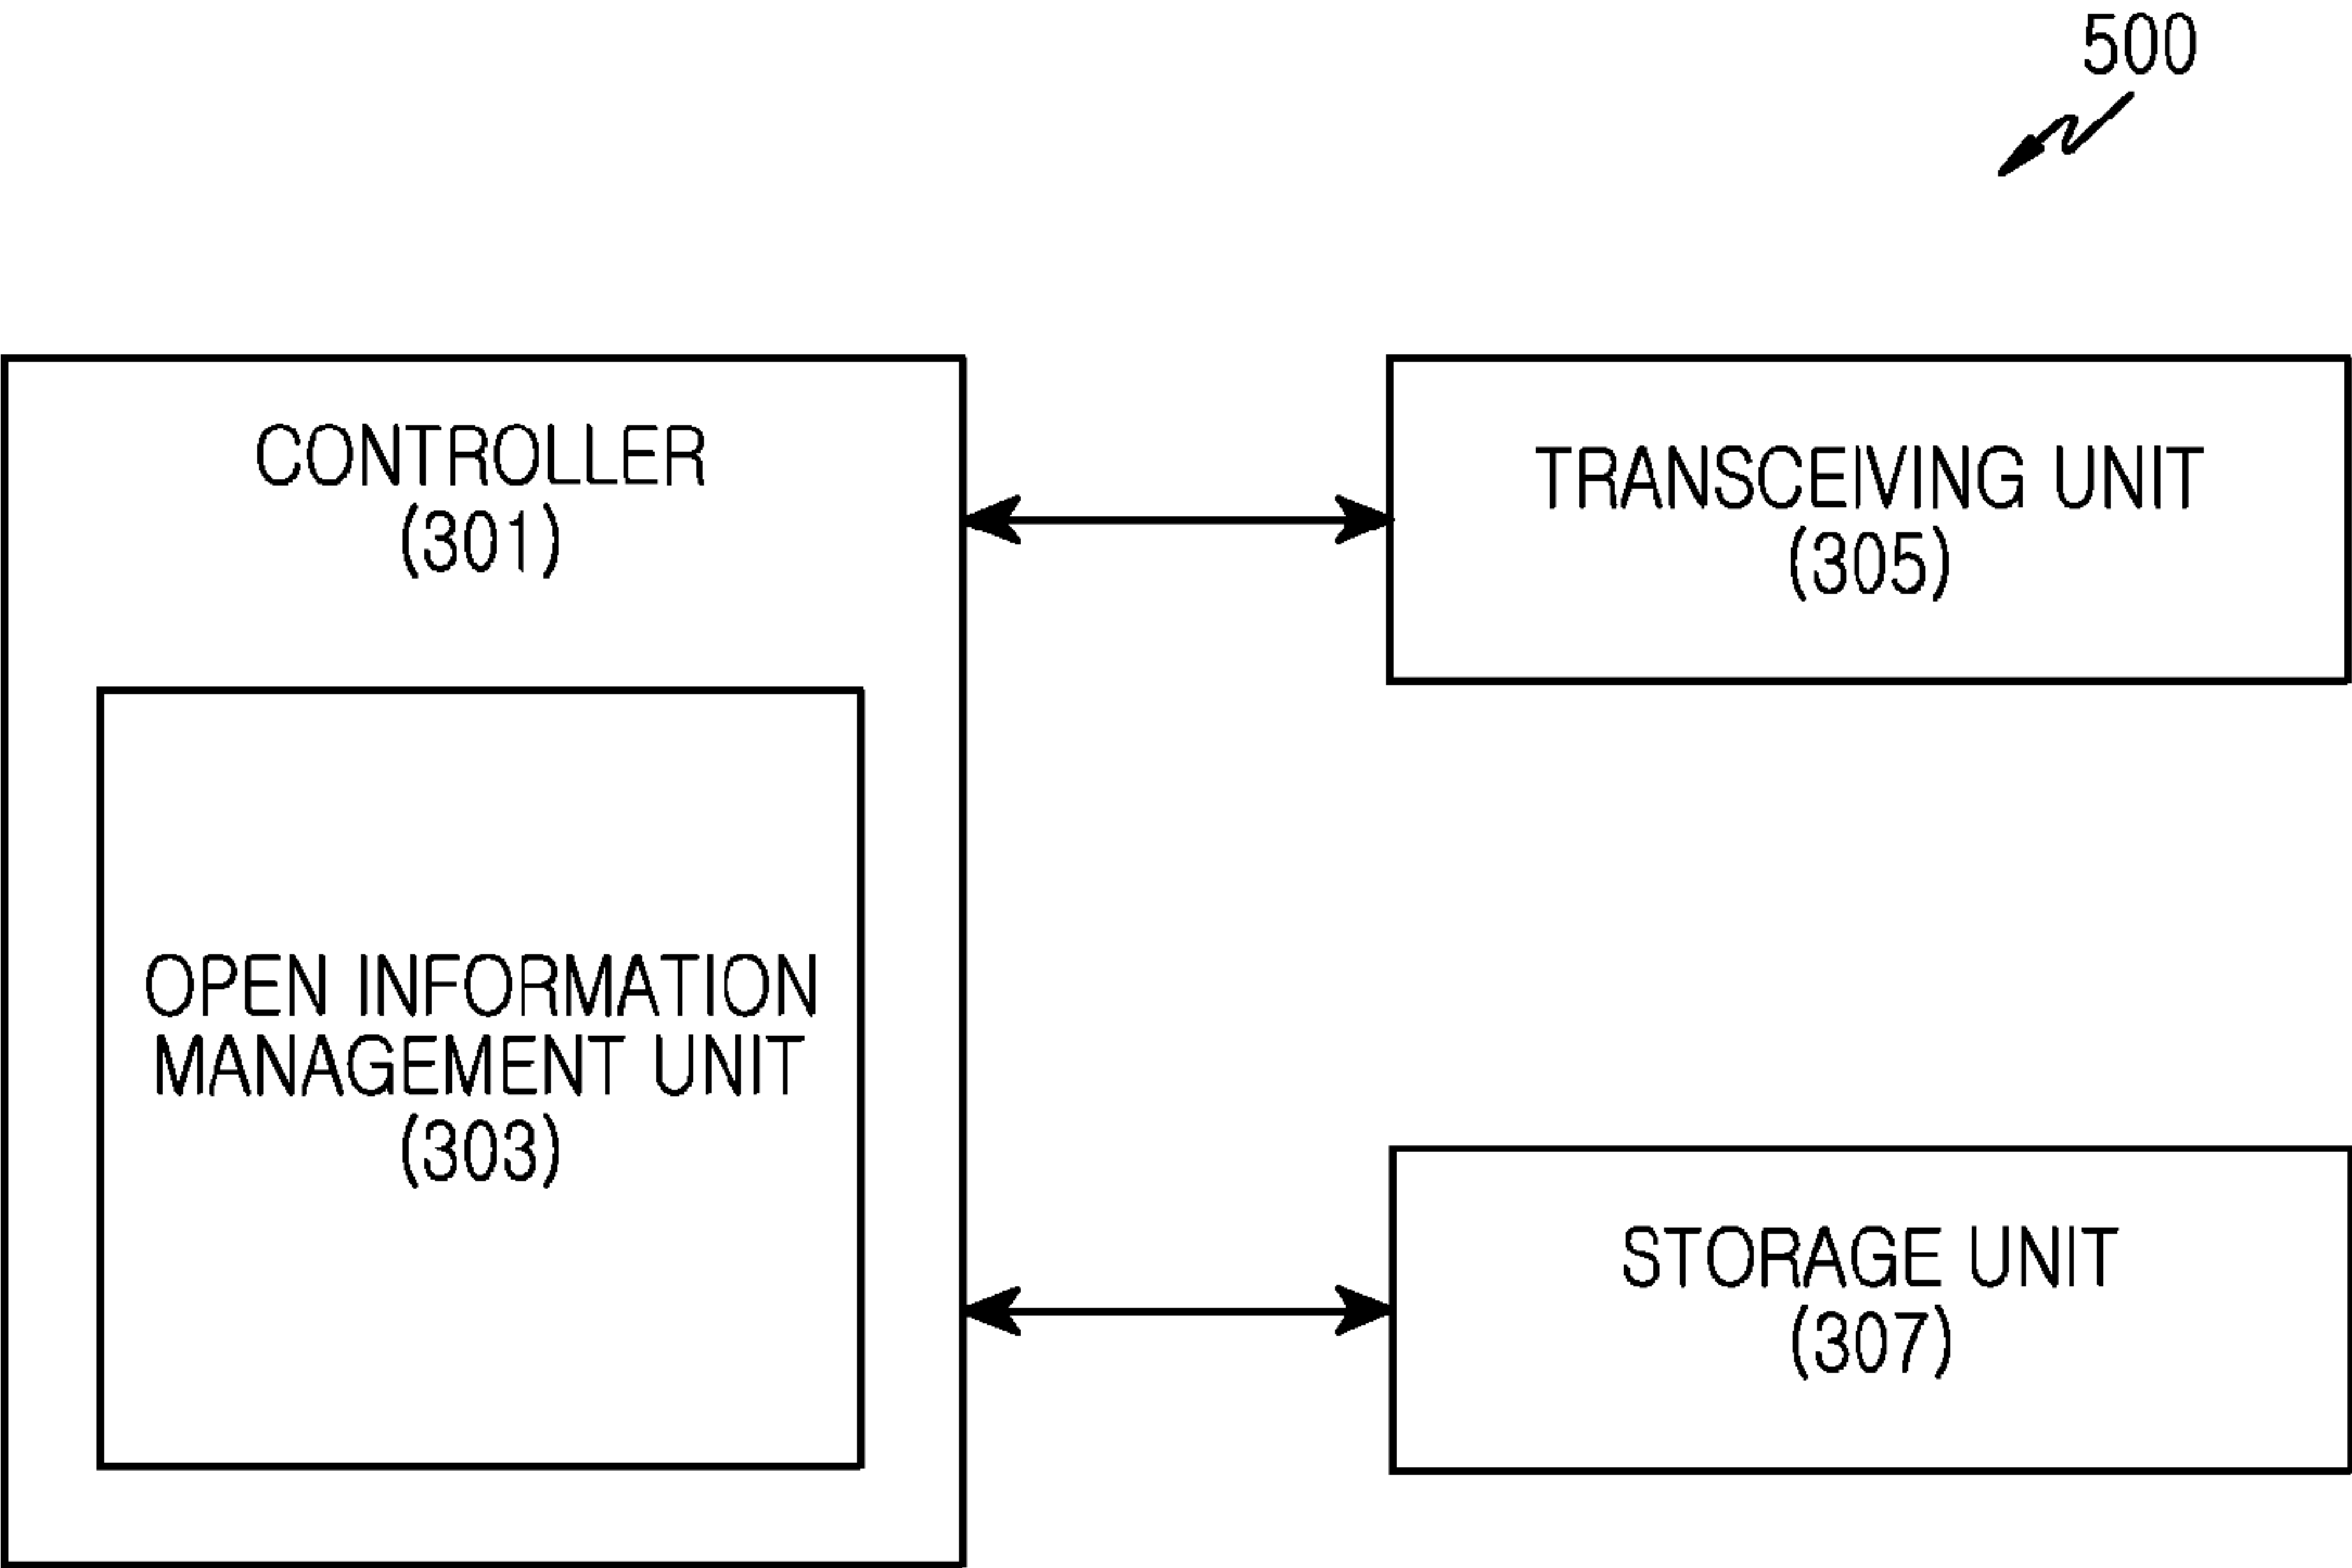 500
CONTROLLER
(301)
TRANSCEIVING UNIT
(305)
OPEN INFORMATION
MANAGEMENT UNIT
(303)
STORAGE UNIT
(307)